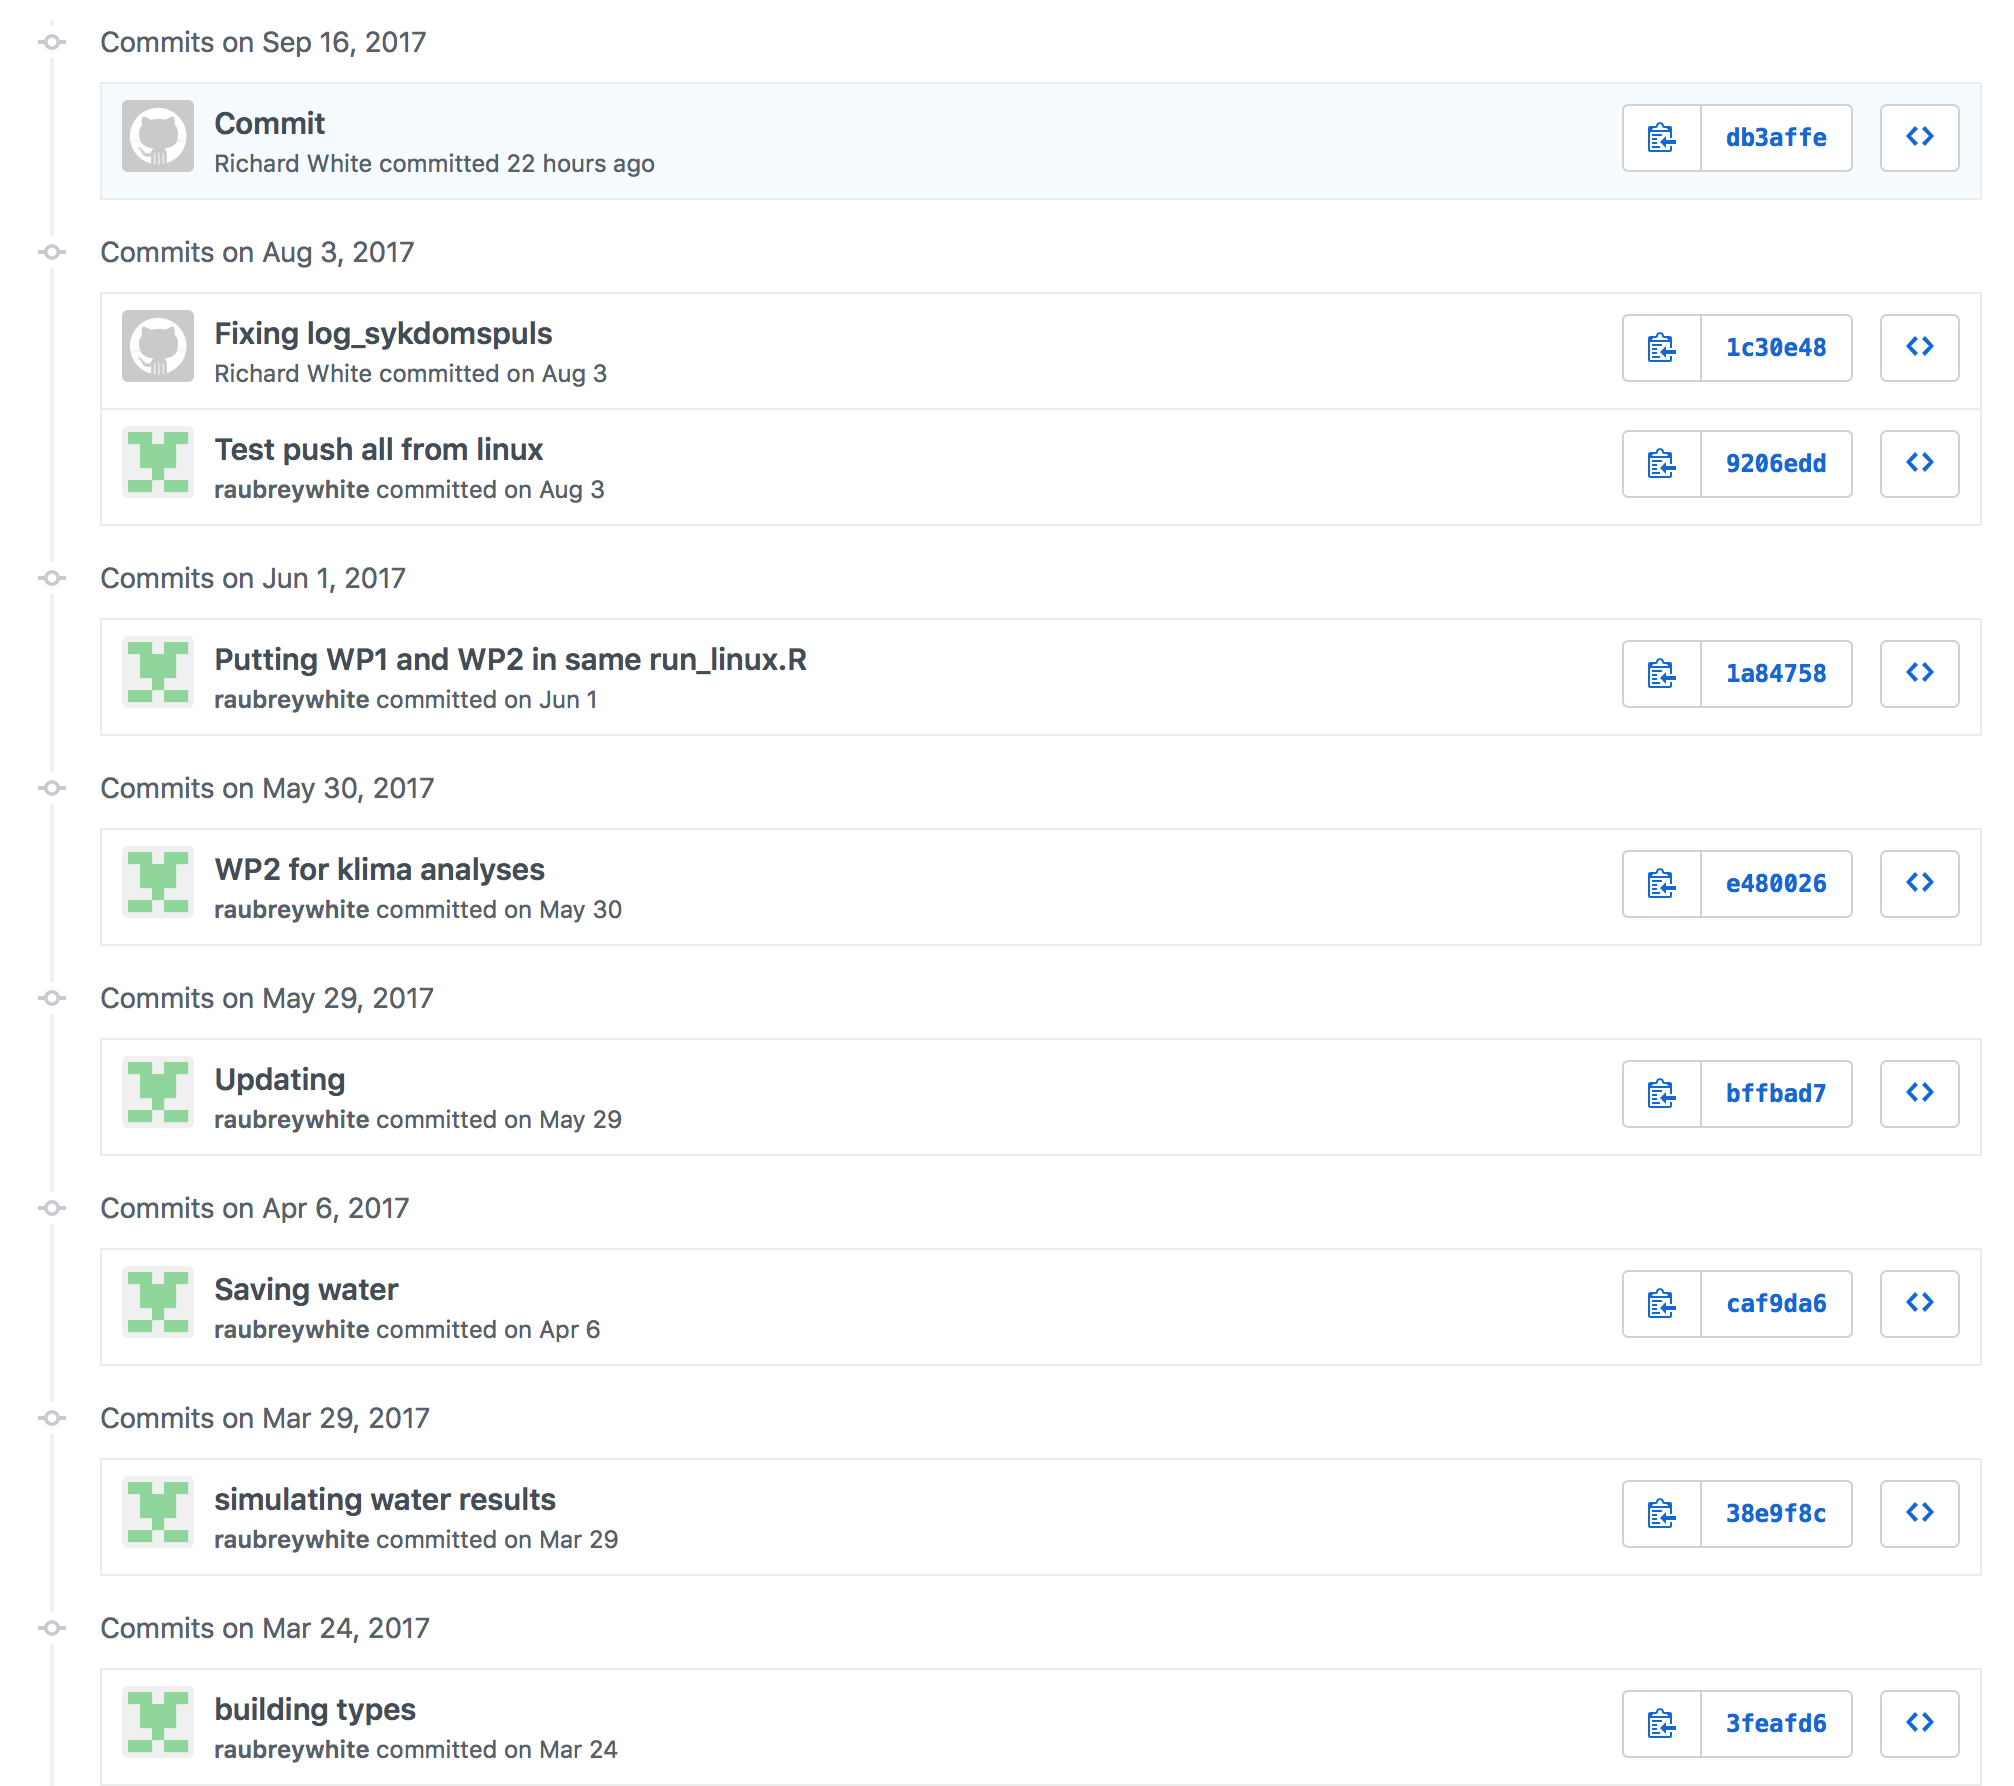 Commits on Sep 16, 2017
Commit
Richard White committed 22 hours ago
db3affe
Commits on Aug 3, 2017
Fixing log_sykdomspuls
Richard White committed on Aug 3
1c30e48
Test push all from linux
raubreywhite committed on Aug 3
9206edd
Commits on Jun 1, 2017
Putting WP1 and WP2 in same run_linux.R
raubreywhite committed on Jun 1
1a84758
Commits on May 30, 2017
WP2 for klima analyses
raubreywhite committed on May 30
e480026
Commits on May 29, 2017
Updating
raubreywhite committed on May 29
bffbad7
Commits on Apr 6, 2017
Saving water
raubreywhite committed on Apr 6
caf9da6
Commits on Mar 29, 2017
simulating water results
raubreywhite committed on Mar 29
38e9f8c
Commits on Mar 24, 2017
building types
raubreywhite committed on Mar 24
3feafd6